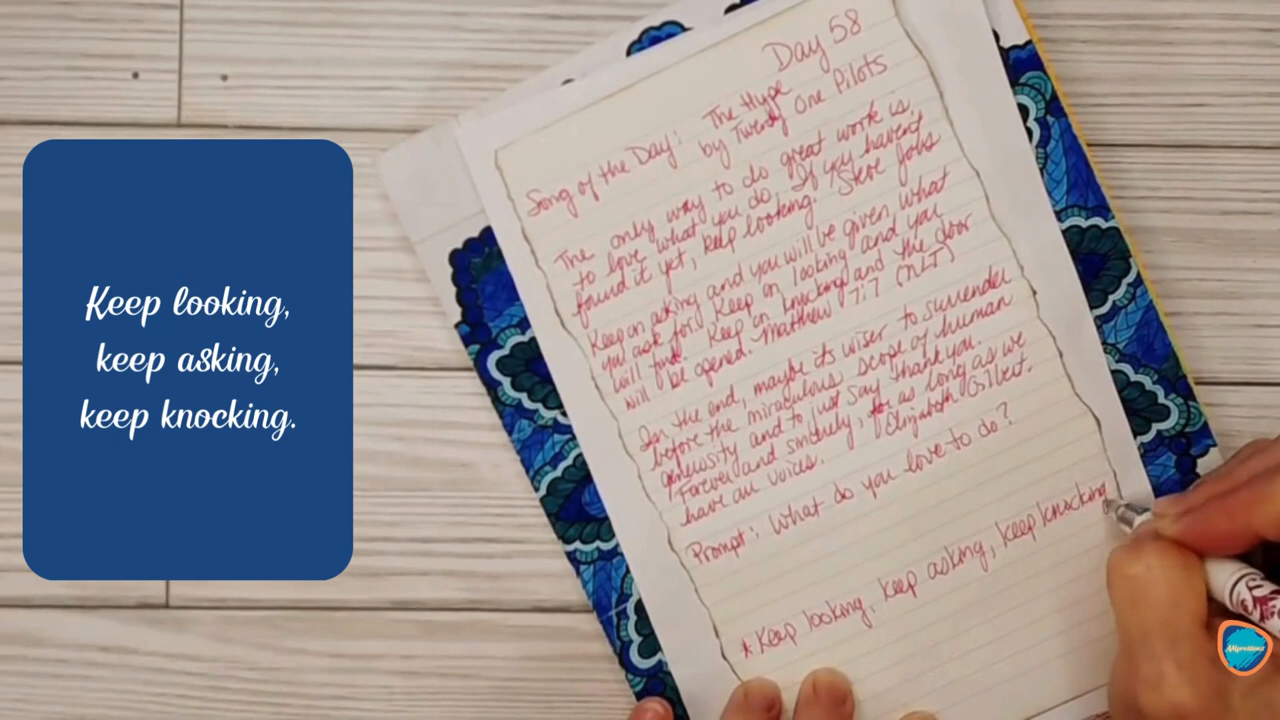 Keep looking,
keep asking,
keep knocking.
Day 58
Song of the Day: The Hype
by Twenty One Pilots
The only way to do great work is,
to love what you do. If you haven't
found it yet, keep looking. Steve Jobs
Keep on asking and you will be given what
you ask for. Keep on looking and you
will find. Keep on knocking and the door
will be opened. Matthew 7:7 (NLT)
In the end, maybe it's wiser to surrender
before the miraculous scope of human
generosity and to just say thank you.
Forever and sincerely, for as long as we
have all voices. Elizabeth Gilbert.
Prompt: What do you love to do?
* Keep looking, keep asking, keep knocking